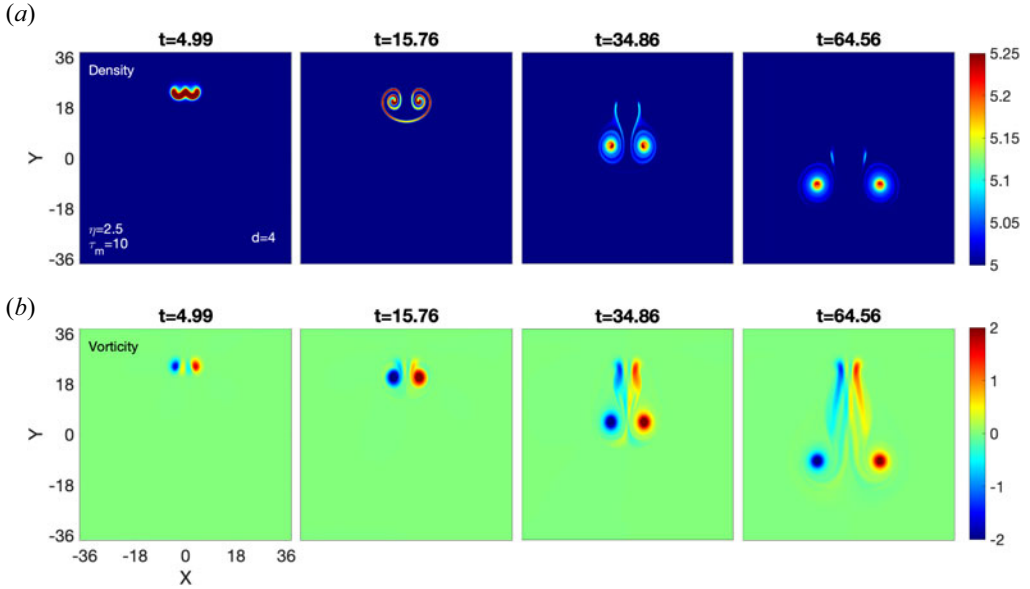 (a)
t=4.99 t=15.76 t=34.86 t=64.56
36 5.25
Density
18 5.2
Y 0 5.15
5.1
-18 η=2.5 5.05
τm=10 d=4
-36 5
(b)
t=4.99 t=15.76 t=34.86 t=64.56
36 2
Vorticity
18 1
Y 0 0
-18 -1
-36 -2
-36 -18 0 18 36
X